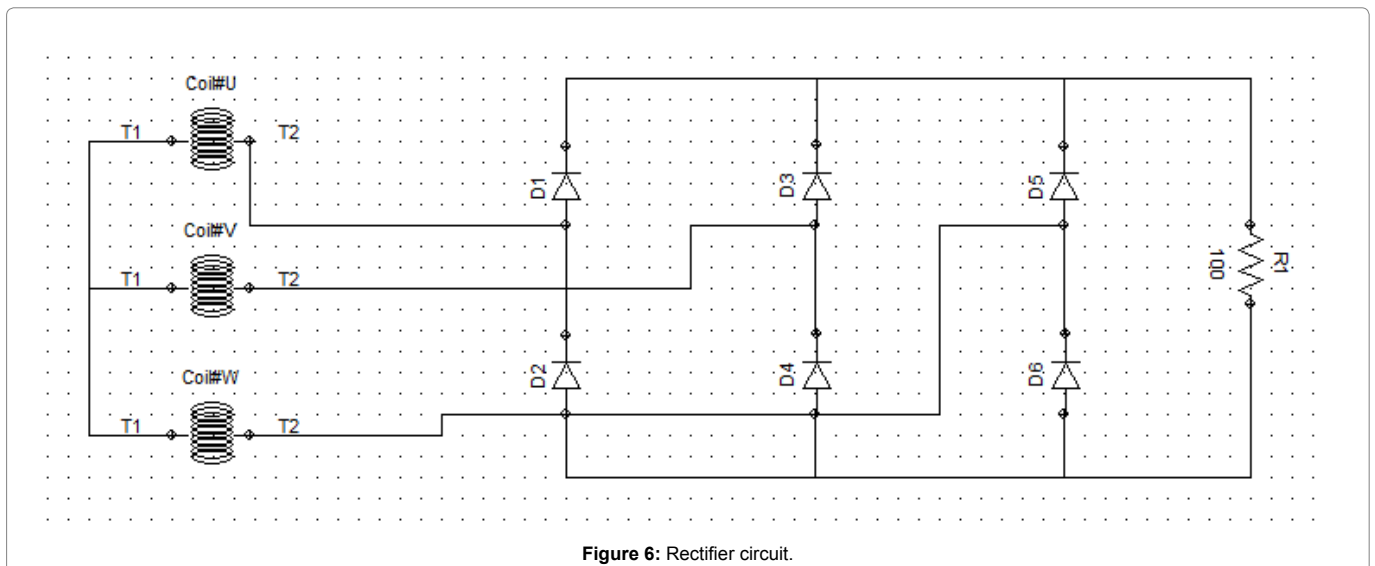 Coil#U
T1 T2
D1 D3 D5
Coil#V
T1 T2
R1
100
Coil#W
D2 D4 D6
T1 T2
Figure 6: Rectifier circuit.